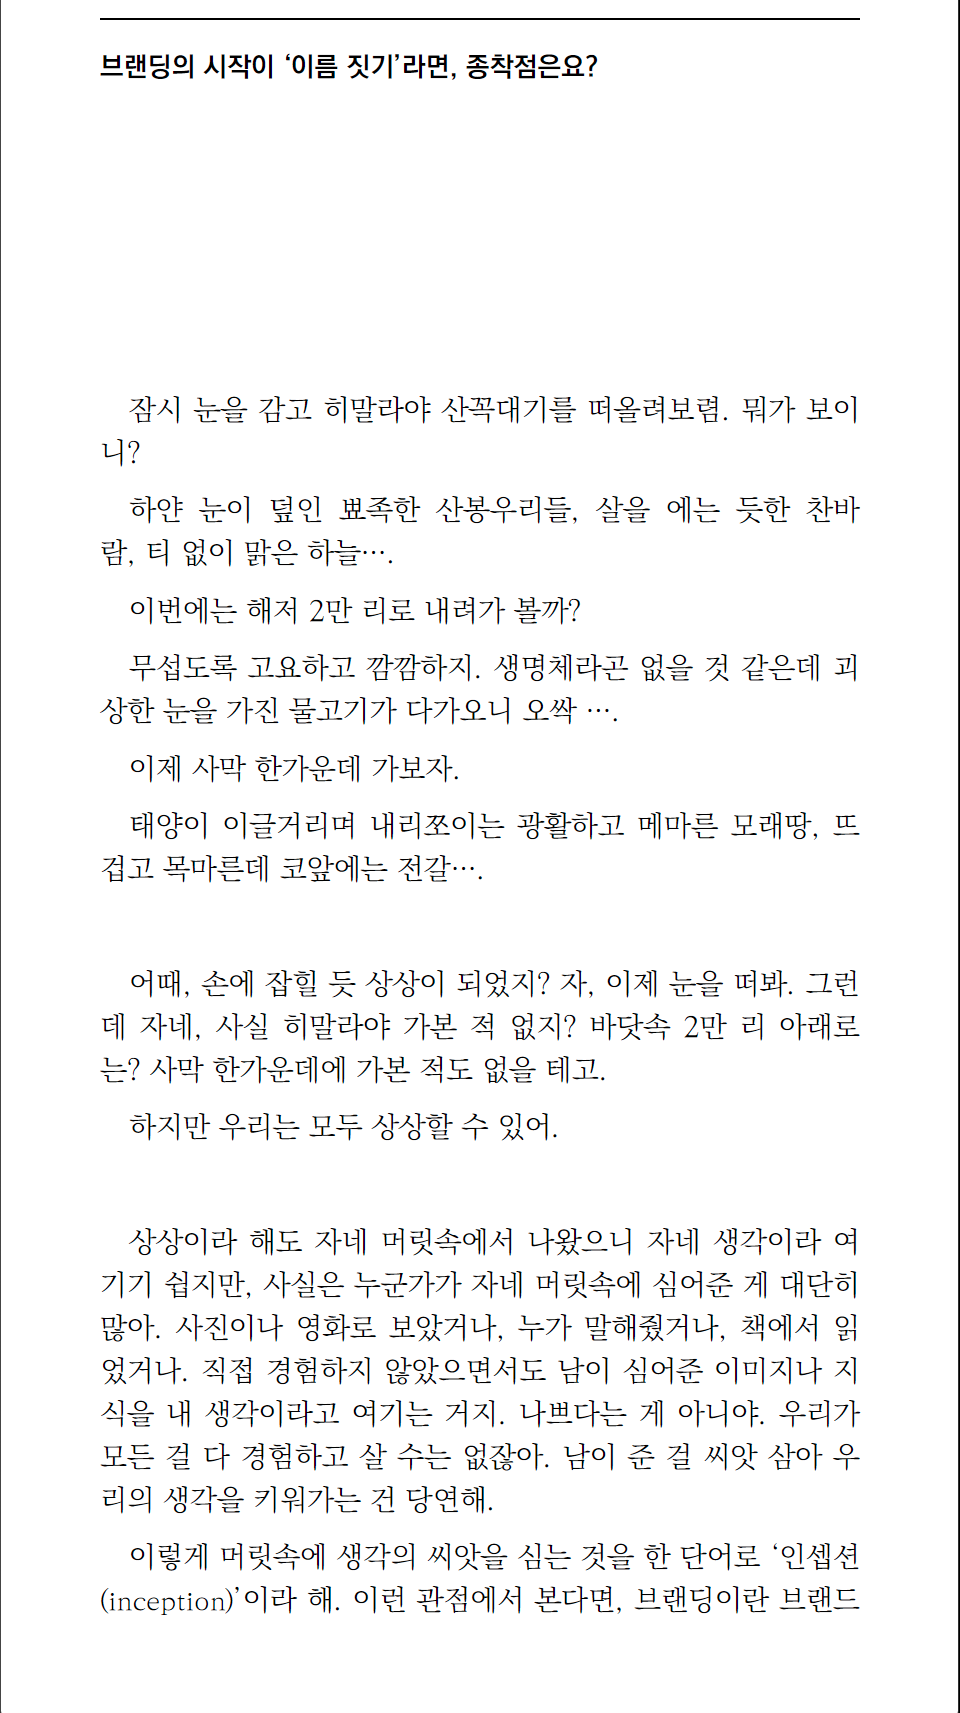 브랜딩의 시작이 ‘이름 짓기’라면, 종착점은요?
잠시 눈을 감고 히말라야 산꼭대기를 떠올려보렴. 뭐가 보이
니?
하얀 눈이 덮인 뾰족한 산봉우리들, 살을 에는 듯한 찬바
람, 티 없이 맑은 하늘….
이번에는 해저 2만 리로 내려가 볼까?
무섭도록 고요하고 깜깜하지. 생명체라곤 없을 것 같은데 괴
상한 눈을 가진 물고기가 다가오니 오싹 ….
이제 사막 한가운데 가보자.
태양이 이글거리며 내리쪼이는 광활하고 메마른 모래땅, 뜨
겁고 목마른데 코앞에는 전갈….
어때, 손에 잡힐 듯 상상이 되었지? 자, 이제 눈을 떠봐. 그런
데 자네, 사실 히말라야 가본 적 없지? 바닷속 2만 리 아래로
는? 사막 한가운데에 가본 적도 없을 테고.
하지만 우리는 모두 상상할 수 있어.
상상이라 해도 자네 머릿속에서 나왔으니 자네 생각이라 여
기기 쉽지만, 사실은 누군가가 자네 머릿속에 심어준 게 대단히
많아. 사진이나 영화로 보았거나, 누가 말해줬거나, 책에서 읽
었거나. 직접 경험하지 않았으면서도 남이 심어준 이미지나 지
식을 내 생각이라고 여기는 거지. 나쁘다는 게 아니야. 우리가
모든 걸 다 경험하고 살 수는 없잖아. 남이 준 걸 씨앗 삼아 우
리의 생각을 키워가는 건 당연해.
이렇게 머릿속에 생각의 씨앗을 심는 것을 한 단어로 ‘인셉션
(inception)’이라 해. 이런 관점에서 본다면, 브랜딩이란 브랜드